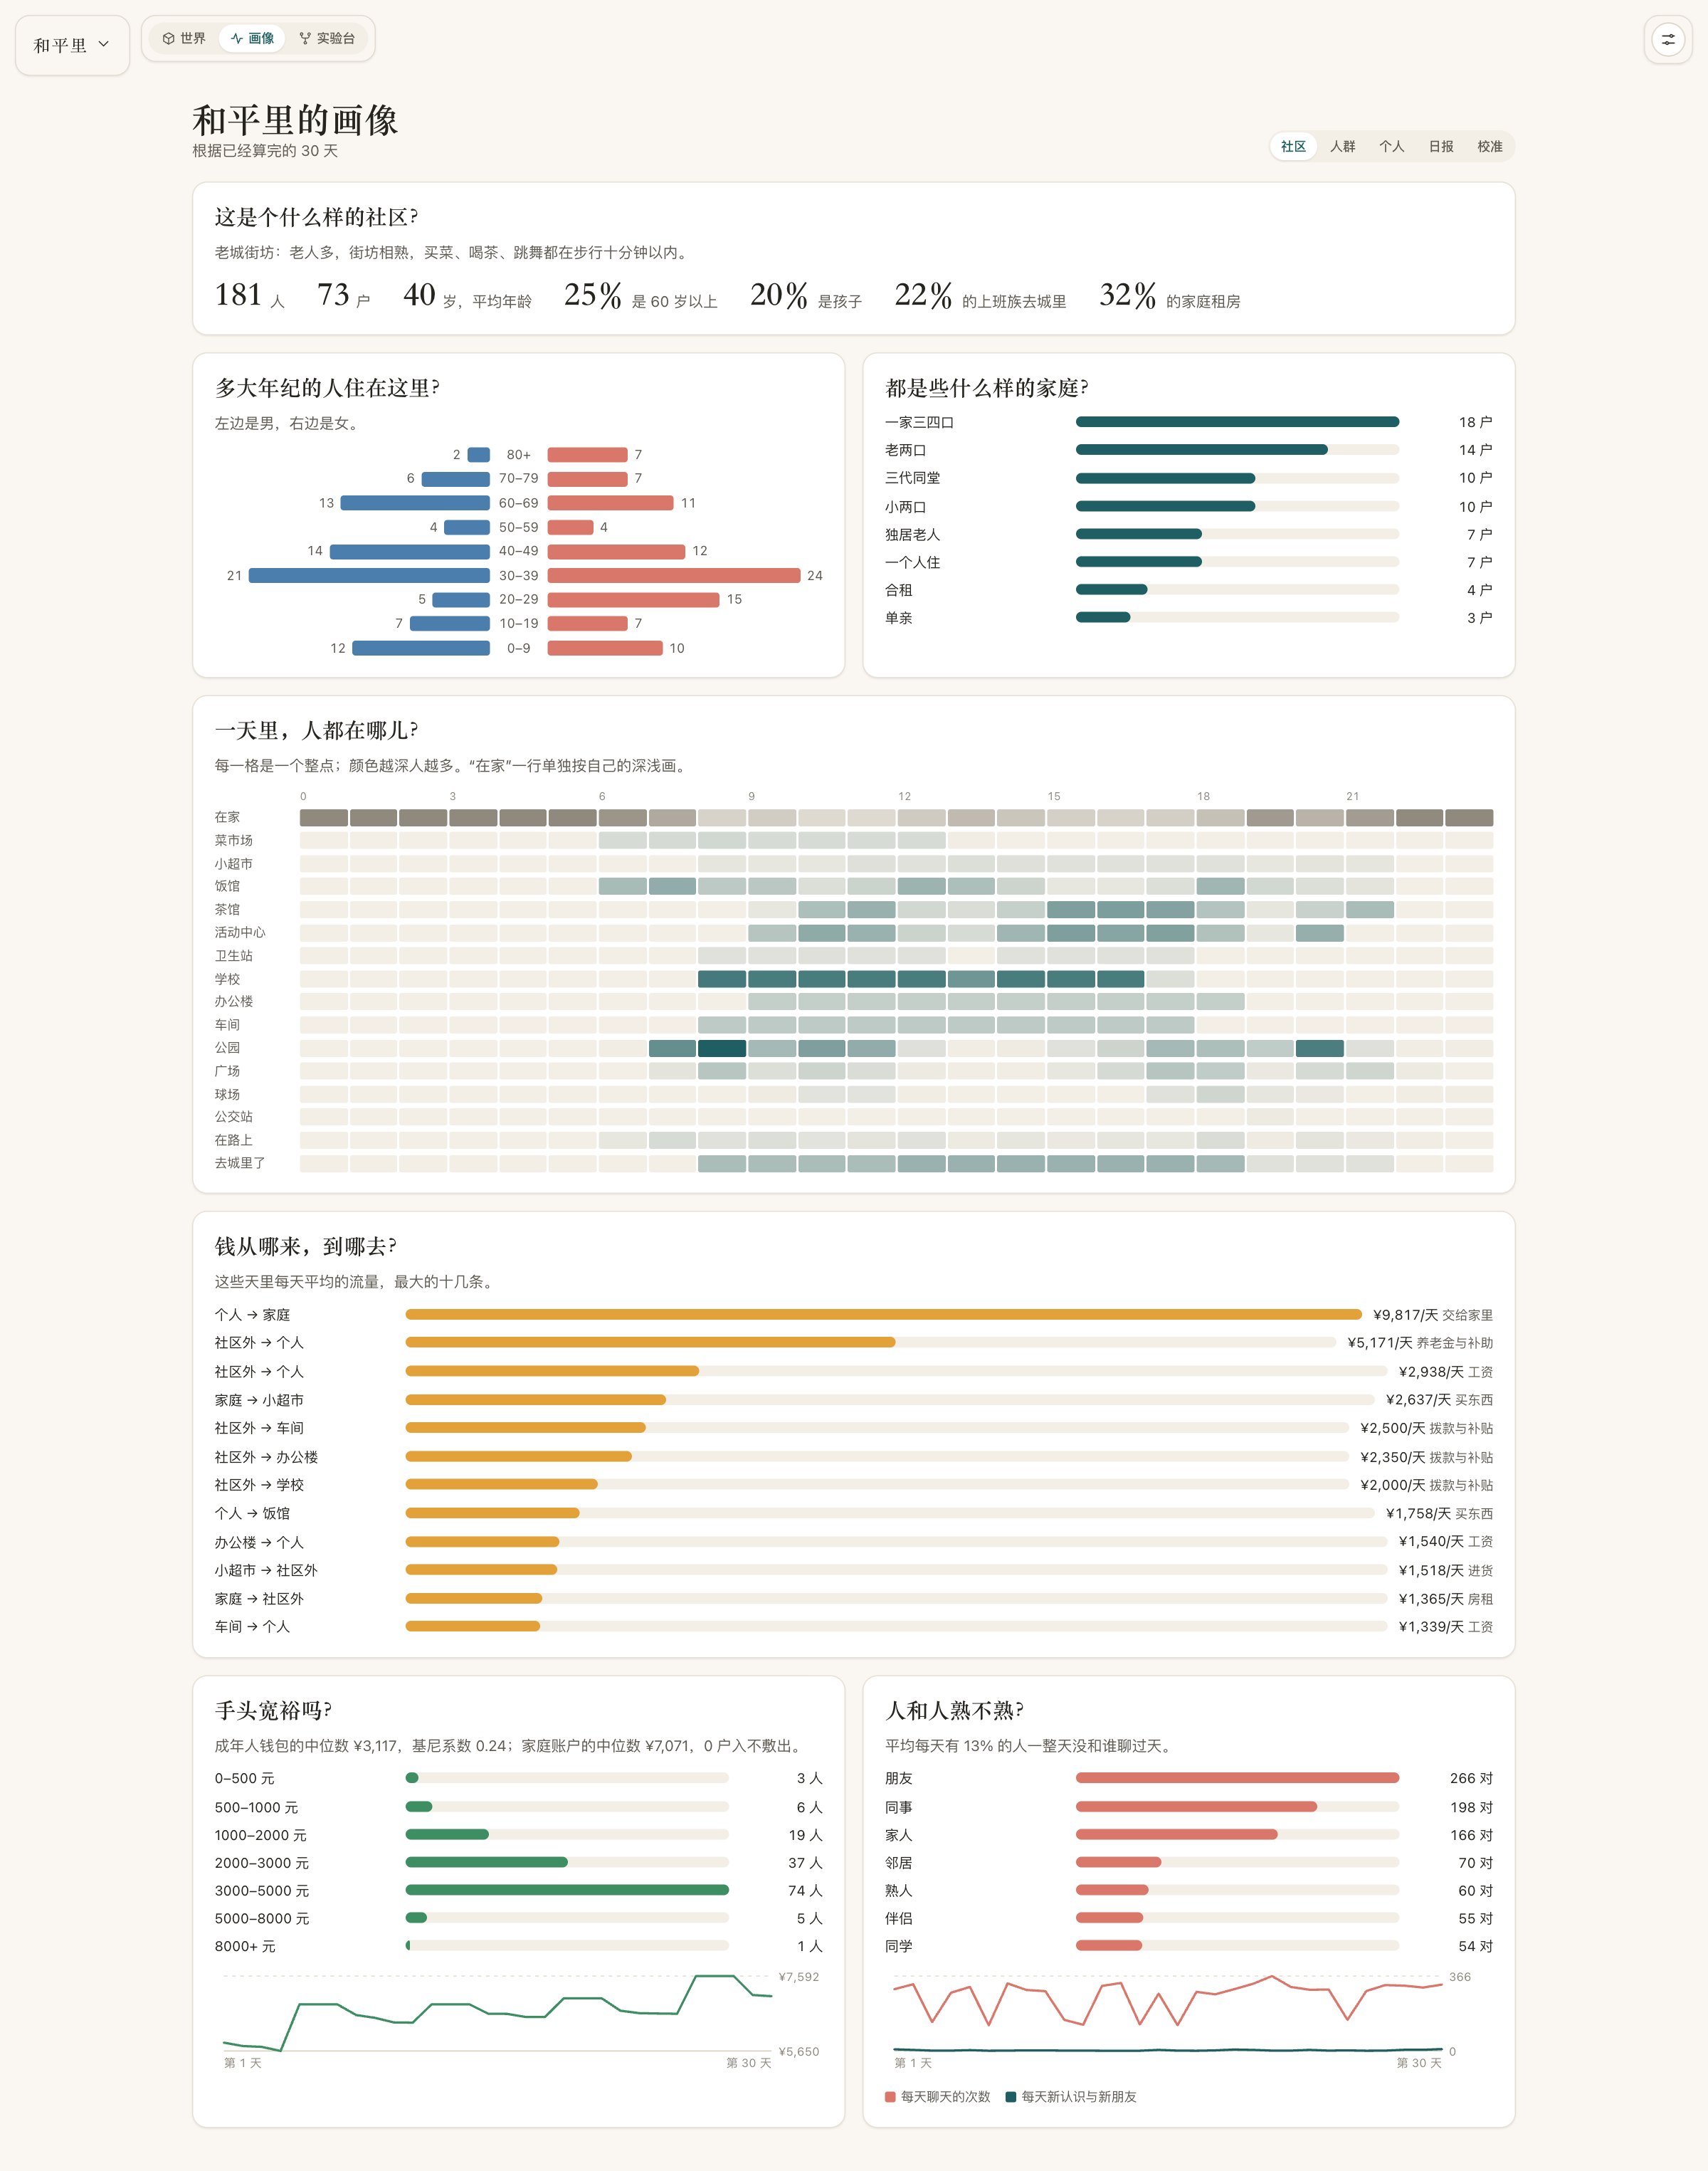 和平里
世界 画像 实验台
和平里的画像
根据已经算完的 30 天
社区 人群 个人 日报 校准
这是个什么样的社区?
老城街坊：老人多，街坊相熟，买菜、喝茶、跳舞都在步行十分钟以内。
181 人 73 户 40 岁，平均年龄 25% 是 60 岁以上 20% 是孩子 22% 的上班族去城里 32% 的家庭租房
多大年纪的人住在这里?
左边是男，右边是女。
2 80+ 7
6 70–79 7
13 60–69 11
4 50–59 4
14 40–49 12
21 30–39 24
5 20–29 15
7 10–19 7
12 0–9 10
都是些什么样的家庭?
一家三四口 18 户
老两口 14 户
三代同堂 10 户
小两口 10 户
独居老人 7 户
一个人住 7 户
合租 4 户
单亲 3 户
一天里，人都在哪儿?
每一格是一个整点；颜色越深人越多。“在家”一行单独按自己的深浅画。
0 3 6 9 12 15 18 21
在家
菜市场
小超市
饭馆
茶馆
活动中心
卫生站
学校
办公楼
车间
公园
广场
球场
公交站
在路上
去城里了
钱从哪来，到哪去?
这些天里每天平均的流量，最大的十几条。
个人 → 家庭 ¥9,817/天 交给家里
社区外 → 个人 ¥5,171/天 养老金与补助
社区外 → 个人 ¥2,938/天 工资
家庭 → 小超市 ¥2,637/天 买东西
社区外 → 车间 ¥2,500/天 拨款与补贴
社区外 → 办公楼 ¥2,350/天 拨款与补贴
社区外 → 学校 ¥2,000/天 拨款与补贴
个人 → 饭馆 ¥1,758/天 买东西
办公楼 → 个人 ¥1,540/天 工资
小超市 → 社区外 ¥1,518/天 进货
家庭 → 社区外 ¥1,365/天 房租
车间 → 个人 ¥1,339/天 工资
手头宽裕吗?
成年人钱包的中位数 ¥3,117，基尼系数 0.24；家庭账户的中位数 ¥7,071，0 户入不敷出。
0–500 元 3 人
500–1000 元 6 人
1000–2000 元 19 人
2000–3000 元 37 人
3000–5000 元 74 人
5000–8000 元 5 人
8000+ 元 1 人
¥7,592
¥5,650
第 1 天 第 30 天
人和人熟不熟?
平均每天有 13% 的人一整天没和谁聊过天。
朋友 266 对
同事 198 对
家人 166 对
邻居 70 对
熟人 60 对
伴侣 55 对
同学 54 对
366
0
第 1 天 第 30 天
每天聊天的次数 每天新认识与新朋友